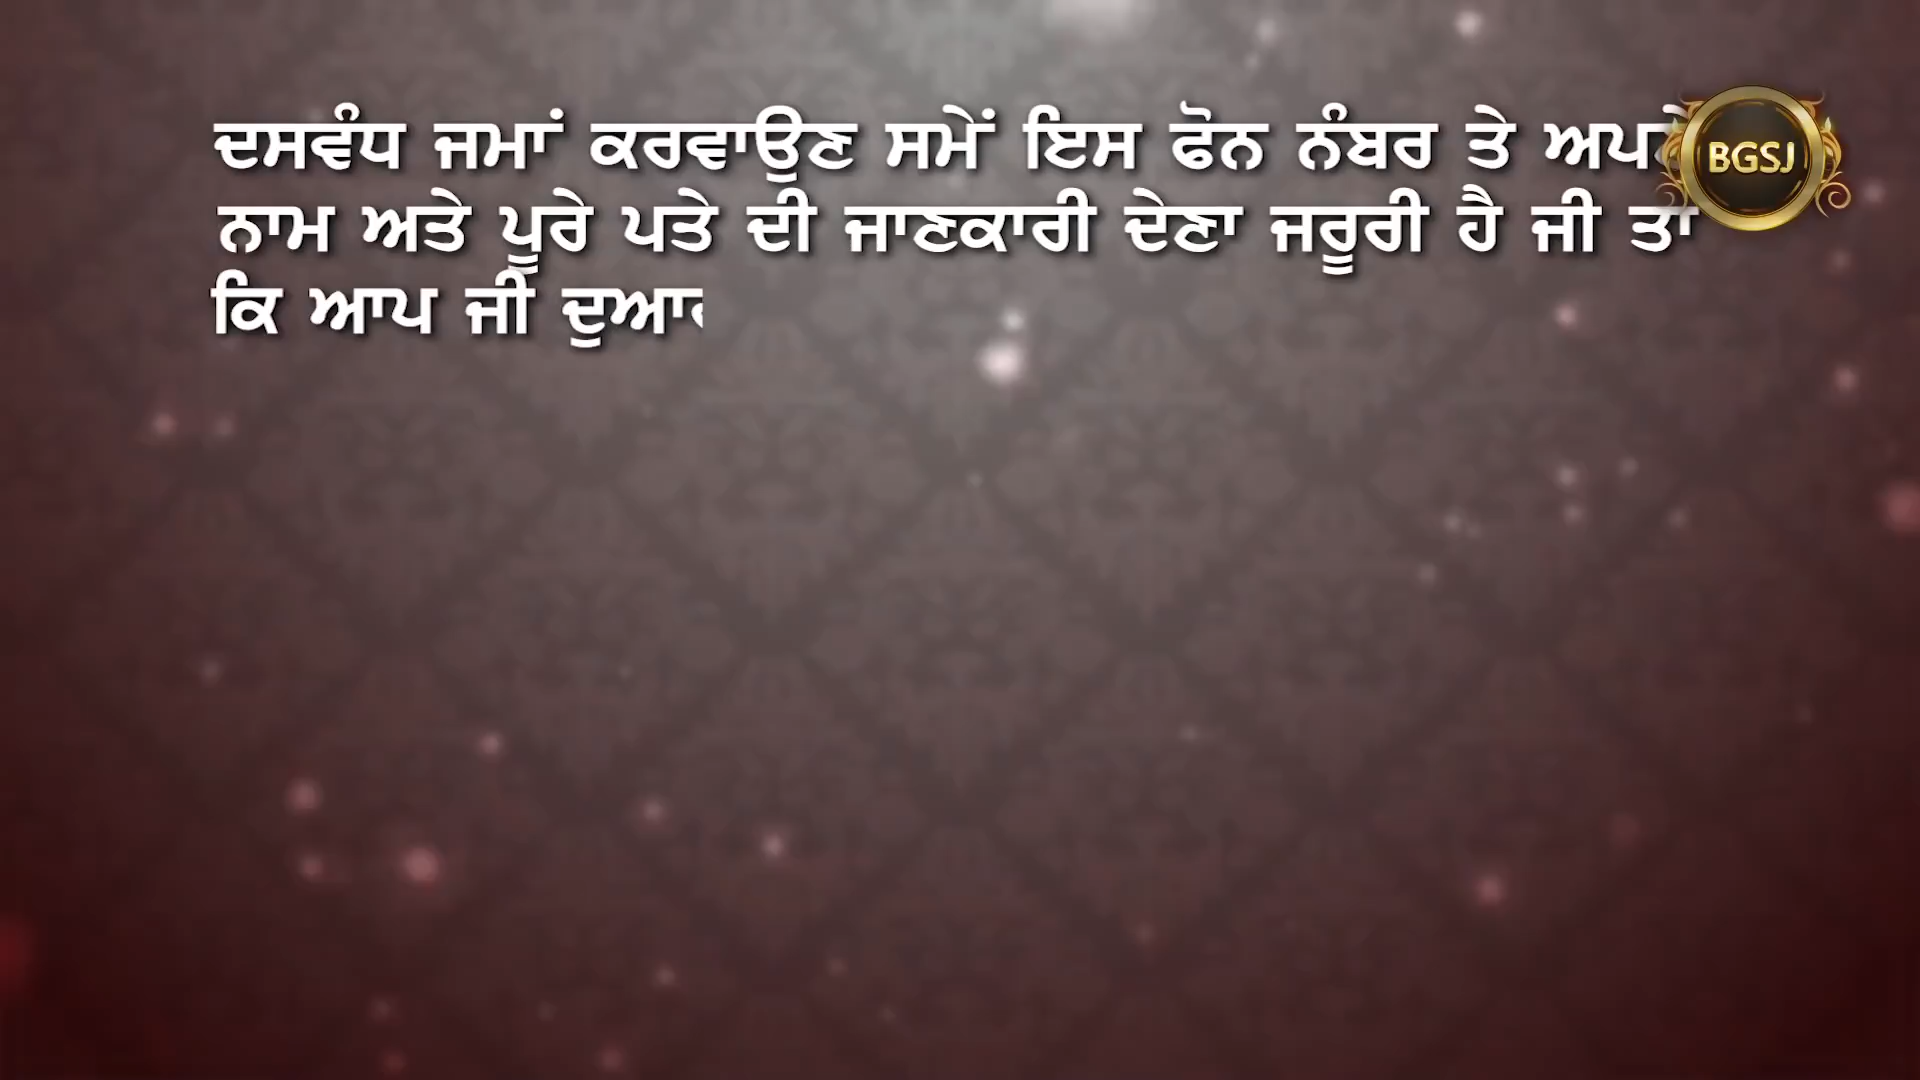 ਦਸਵੰਧ ਜਮਾਂ ਕਰਵਾਉਣ ਸਮੇਂ ਇਸ ਫੋਨ ਨੰਬਰ ਤੇ
BGSJ
ਨਾਮ ਅਤੇ ਪੂਰੇ ਪਤੇ ਦੀ ਜਾਣਕਾਰੀ ਦੇਣਾ ਜਰੂਰੀ ਹੈ ਜੀ ਤਾ
ਕਿ ਆਪ ਜੀ